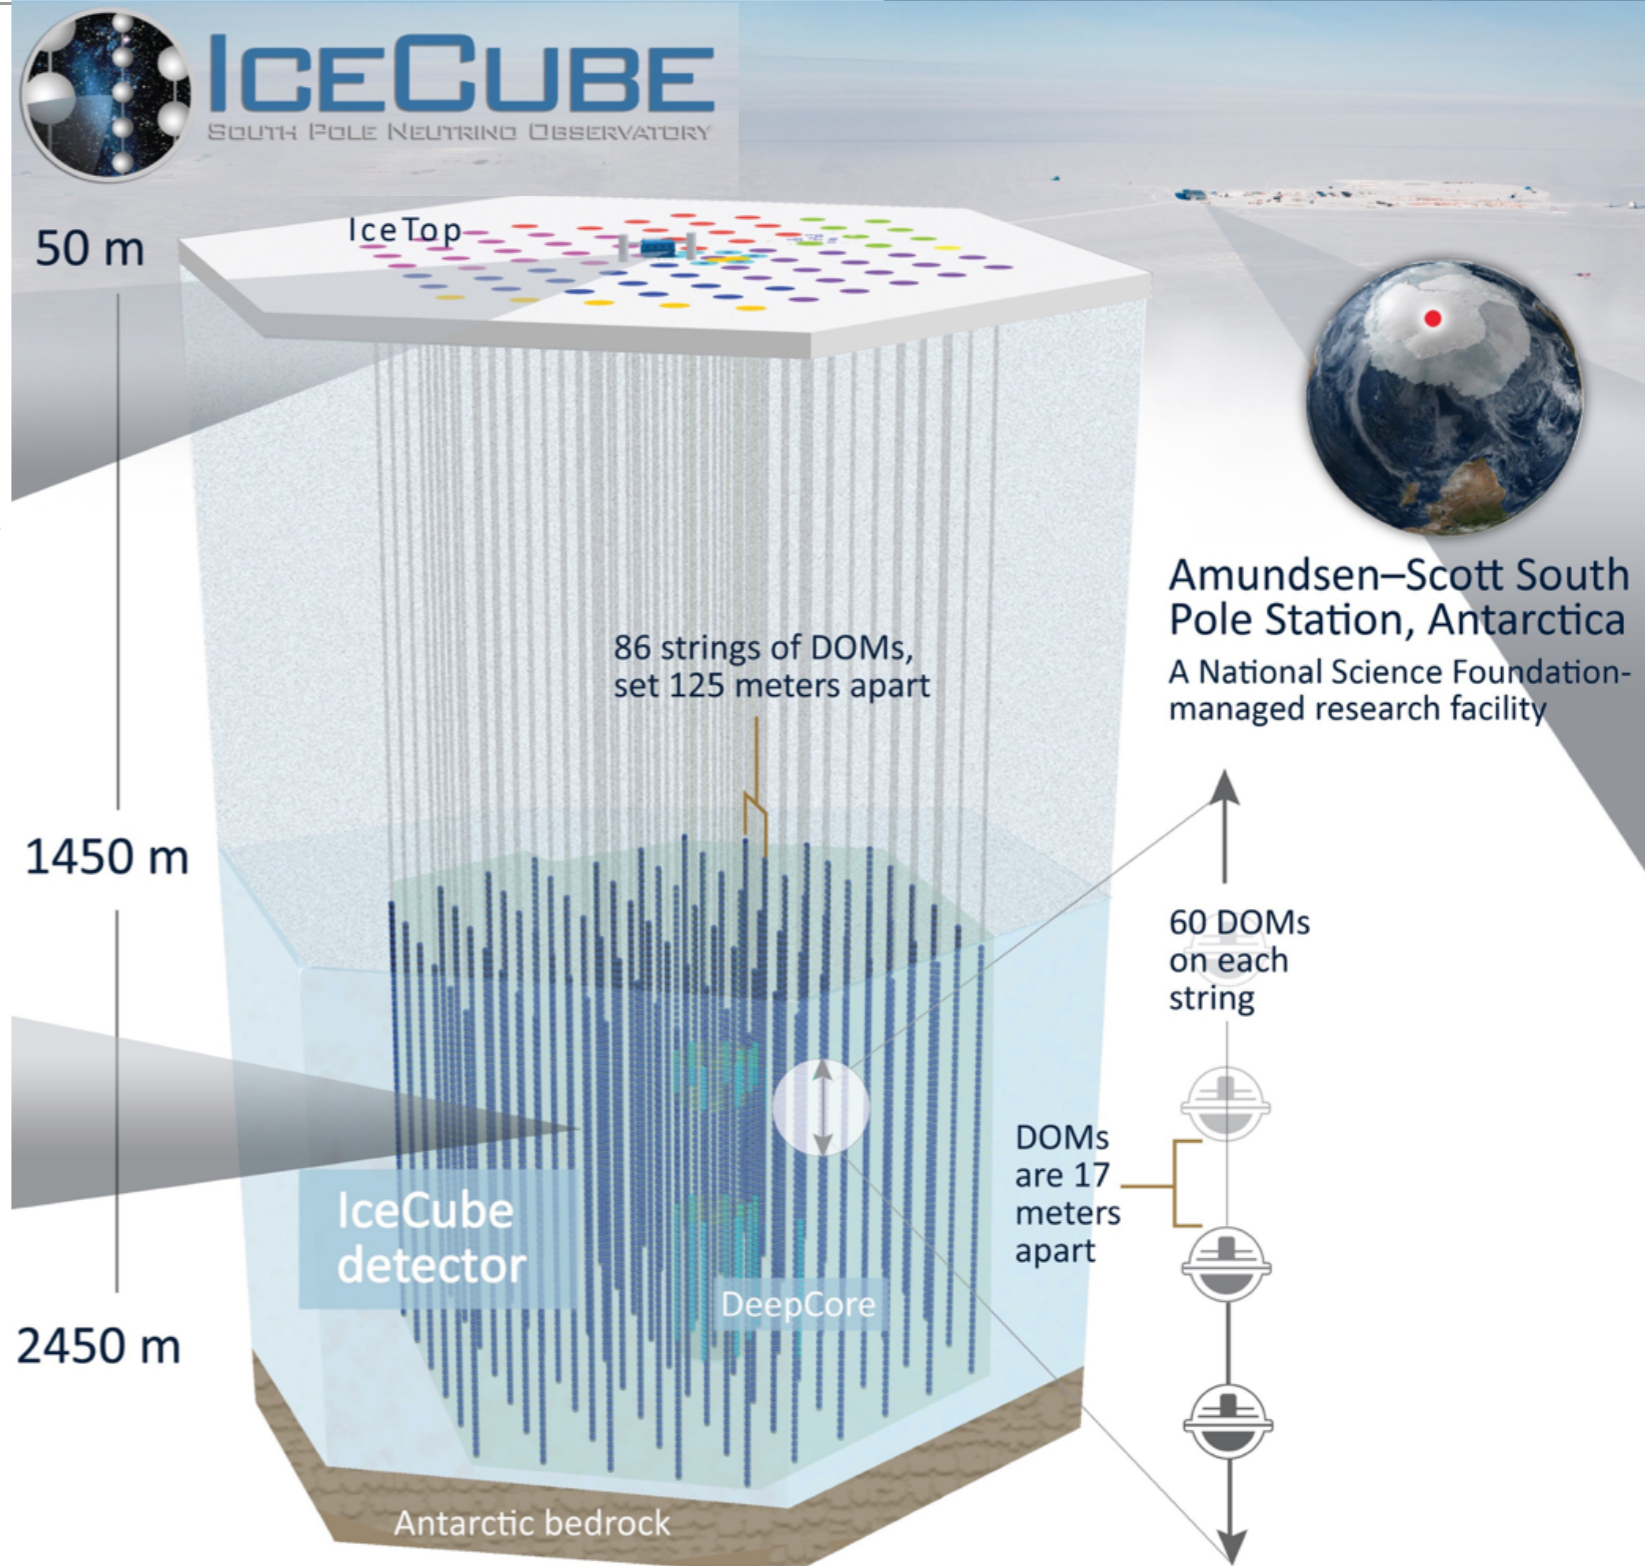 ICECUBE
SOUTH POLE NEUTRINO OBSERVATORY
IceTop
50 m
Amundsen–Scott South
Pole Station, Antarctica
A National Science Foundation-
managed research facility
86 strings of DOMs,
set 125 meters apart
1450 m
60 DOMs
on each
string
DOMs
are 17
meters
apart
IceCube
detector
DeepCore
2450 m
Antarctic bedrock